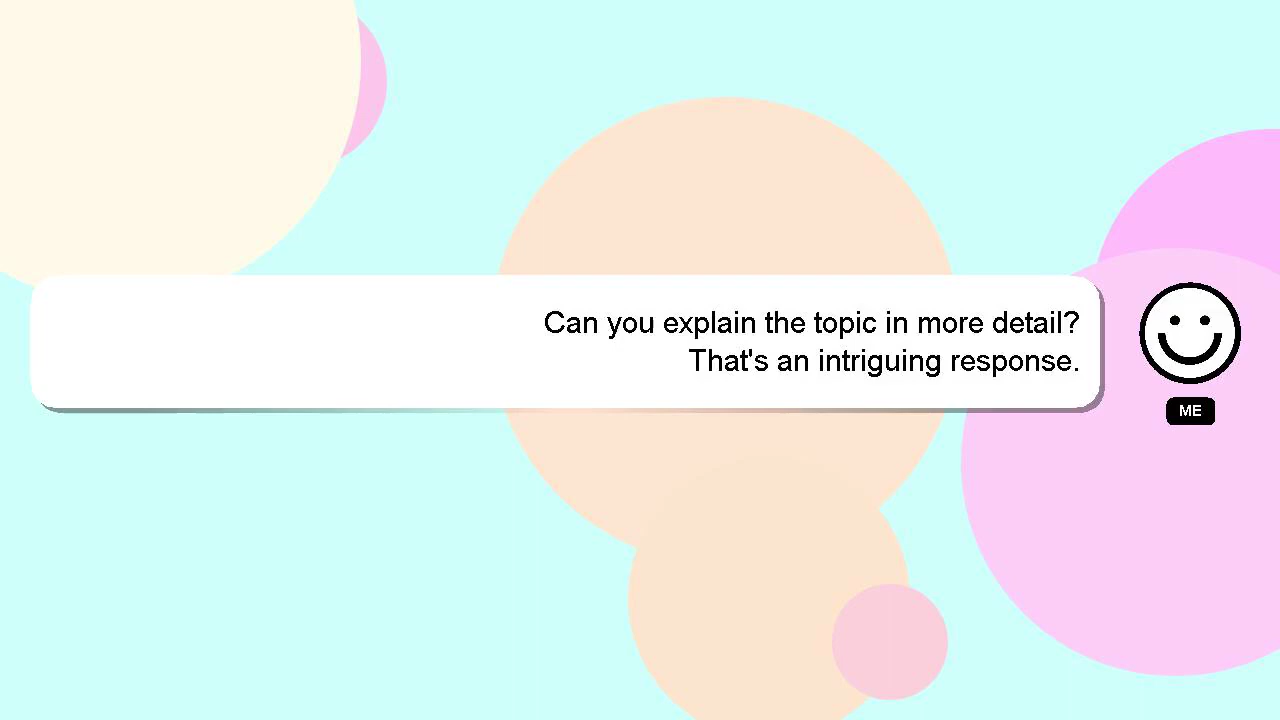 Can you explain the topic in more detail?
That's an intriguing response.
ME